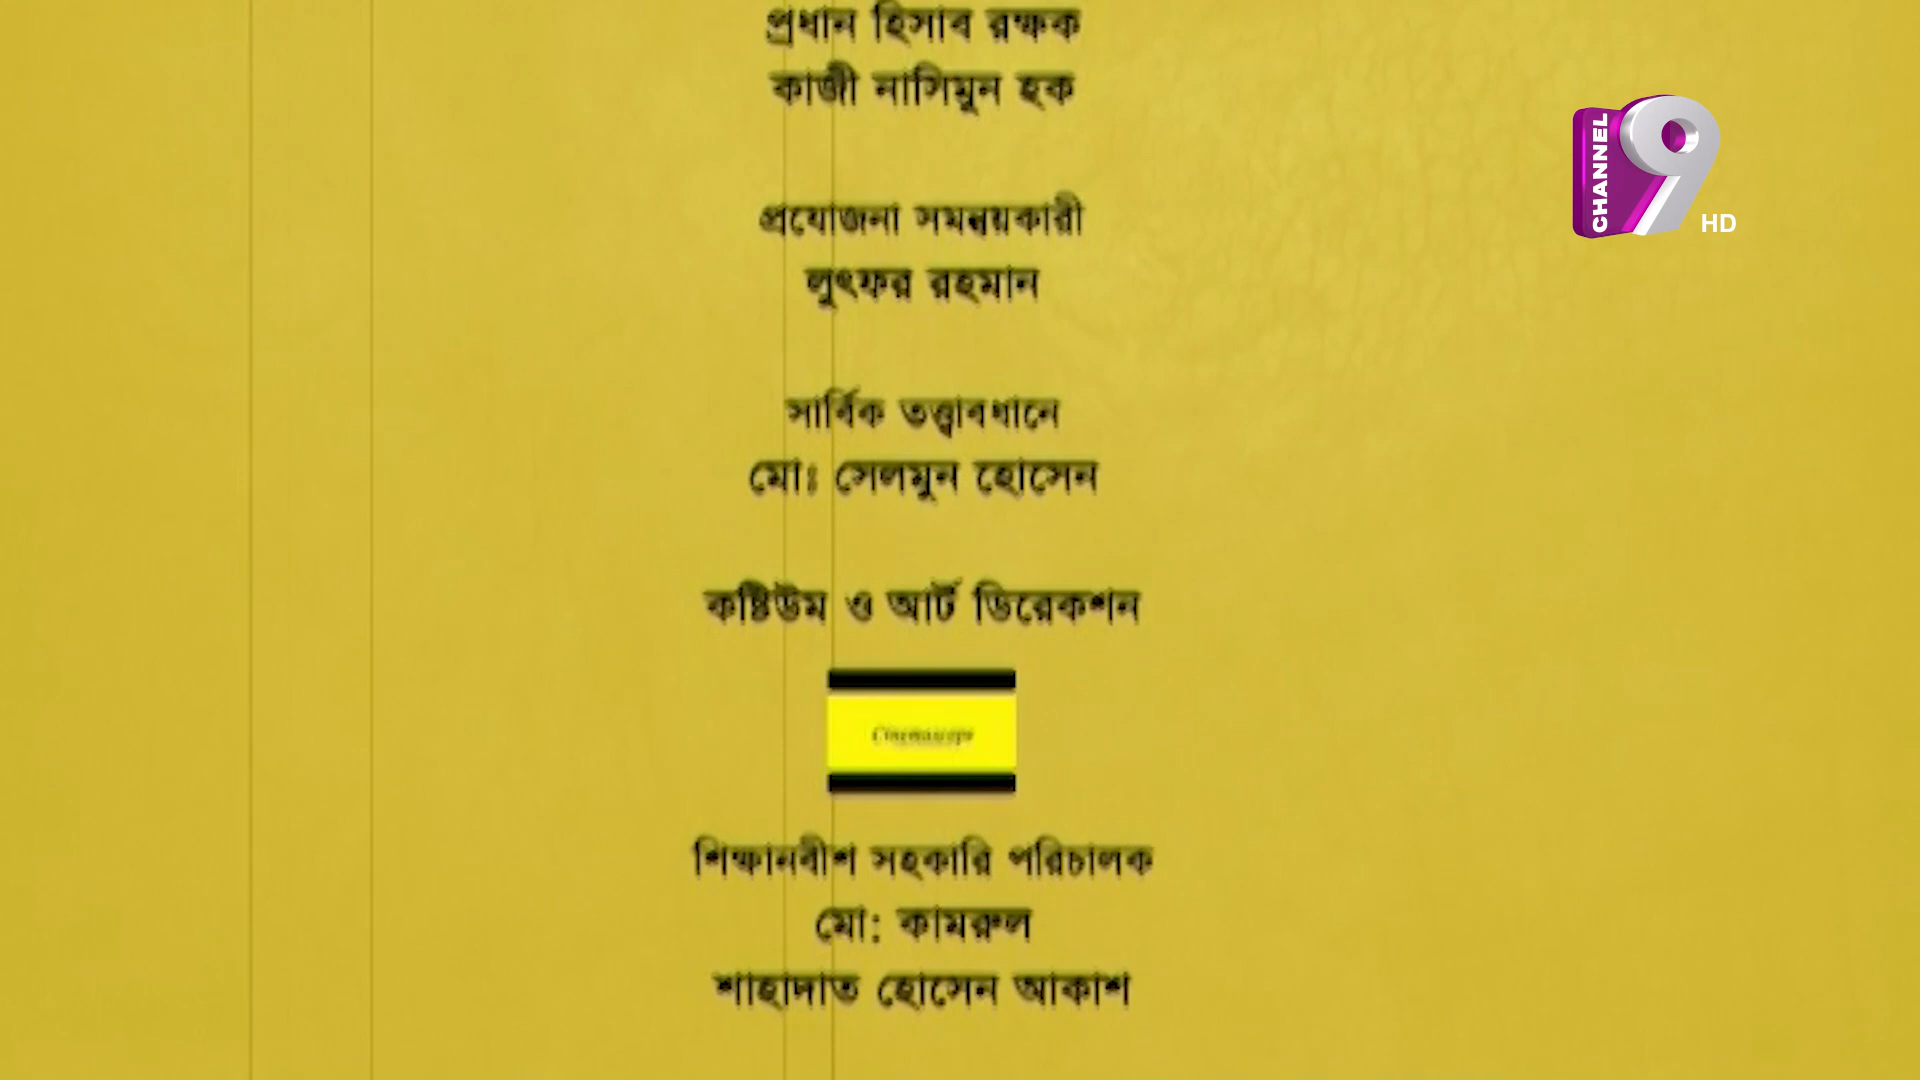 প্রধান হিসাব রক্ষক
কাজী নাসিমুন হক
CHANNEL 9
HD
প্রযোজনা সমন্বয়কারী
লুৎফর রহমান
সার্বিক তত্ত্বাবধানে
মোঃ সেলমুন হোসেন
কষ্টিউম ও আর্ট ডিরেকশন
Cinemascope
শিক্ষানবীশ সহকারি পরিচালক
মো: কামরুল
শাহাদাত হোসেন আকাশ